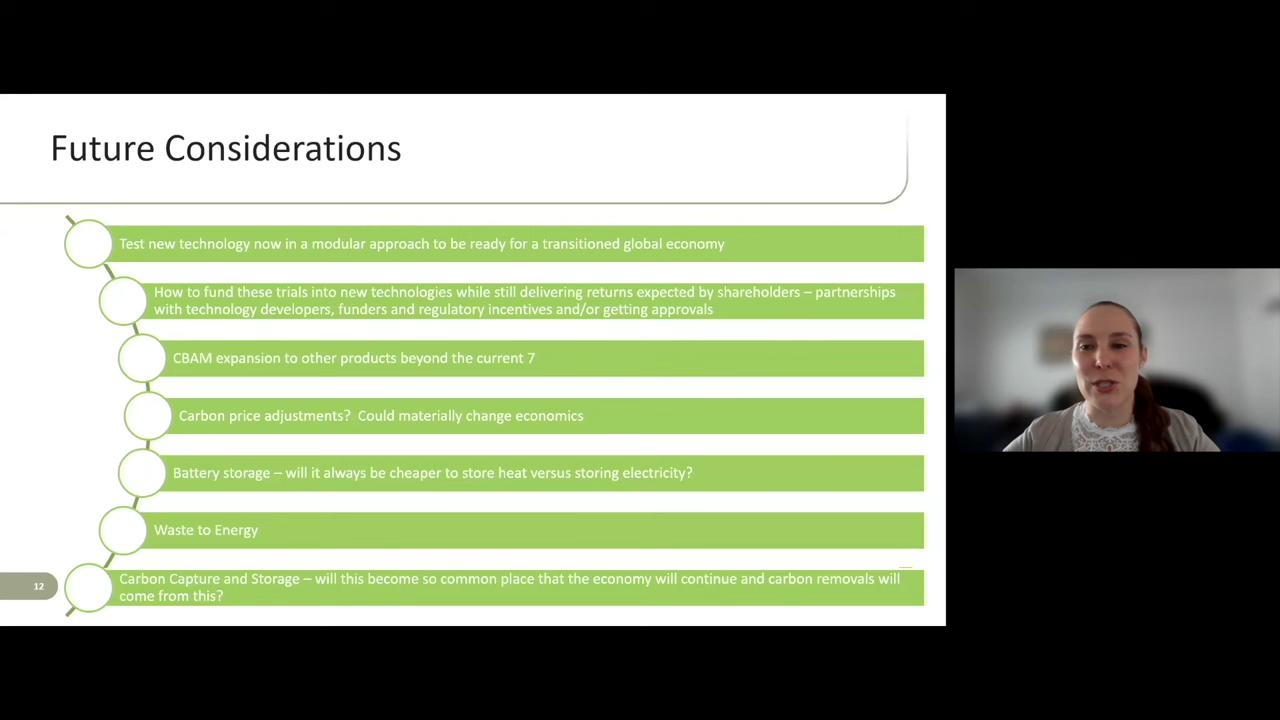 Future Considerations
Test new technology now in a modular approach to be ready for a transitioned global economy
How to fund these trials into new technologies while still delivering returns expected by shareholders – partnerships
with technology developers, funders and regulatory incentives and/or getting approvals
CBAM expansion to other products beyond the current 7
Carbon price adjustments?  Could materially change economics
Battery storage – will it always be cheaper to store heat versus storing electricity?
Waste to Energy
Carbon Capture and Storage – will this become so common place that the economy will continue and carbon removals will
come from this?
12